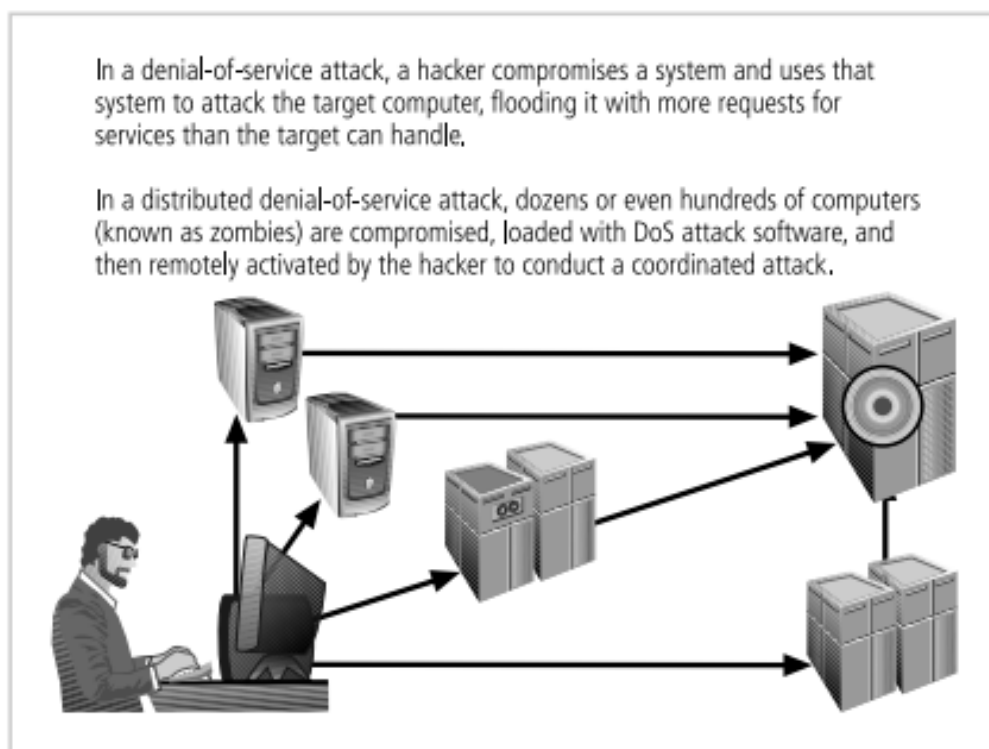 In a denial-of-service attack, a hacker compromises a system and uses that
system to attack the target computer, flooding it with more requests for
services than the target can handle.
In a distributed denial-of-service attack, dozens or even hundreds of computers
(known as zombies) are compromised, loaded with DoS attack software, and
then remotely activated by the hacker to conduct a coordinated attack.